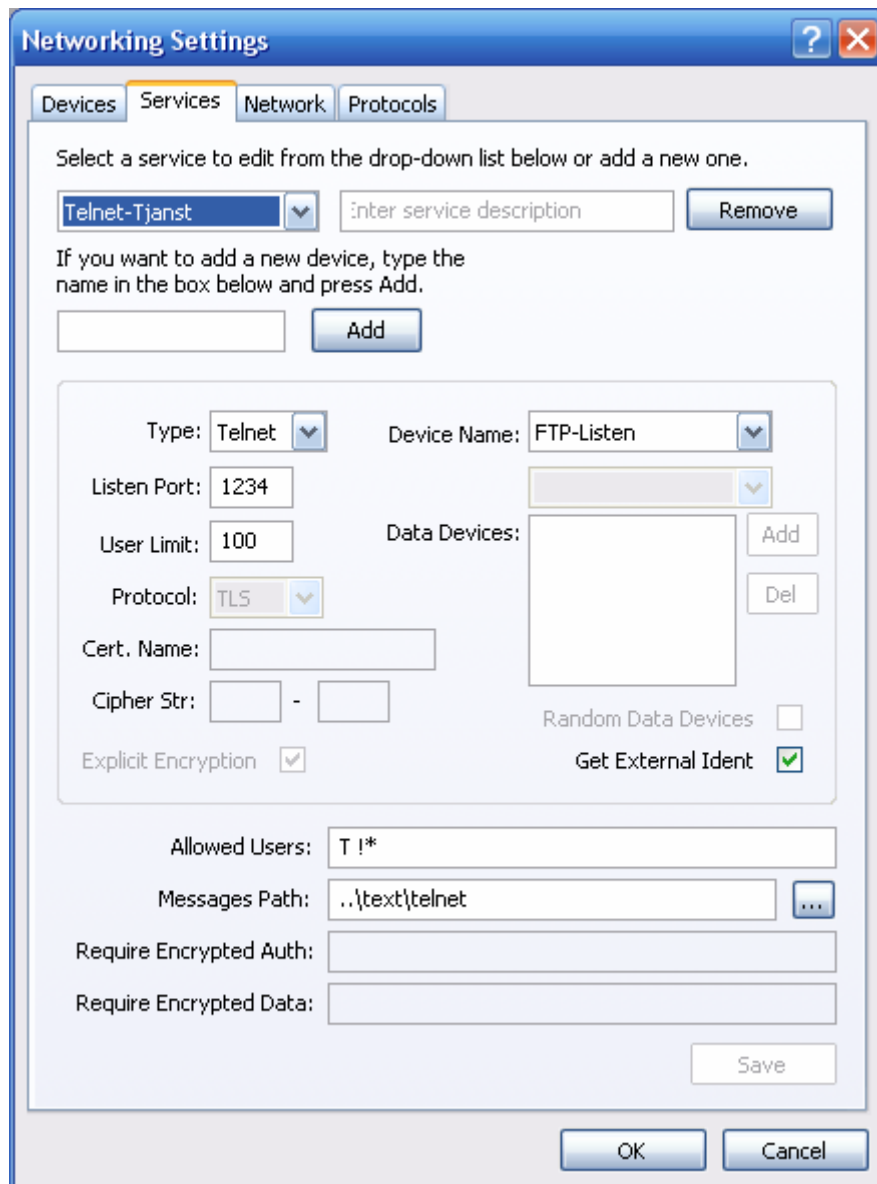 Networking Settings
Devices Services Network Protocols
Select a service to edit from the drop-down list below or add a new one.
Telnet-Tjanst Enter service description Remove
If you want to add a new device, type the
name in the box below and press Add.
Add
Type: Telnet Device Name: FTP-Listen
Listen Port: 1234
User Limit: 100 Data Devices: Add
Protocol: TLS Del
Cert. Name:
Cipher Str: -
Random Data Devices
Explicit Encryption Get External Ident
Allowed Users: T !*
Messages Path: ..\text\telnet ...
Require Encrypted Auth:
Require Encrypted Data:
Save
OK Cancel